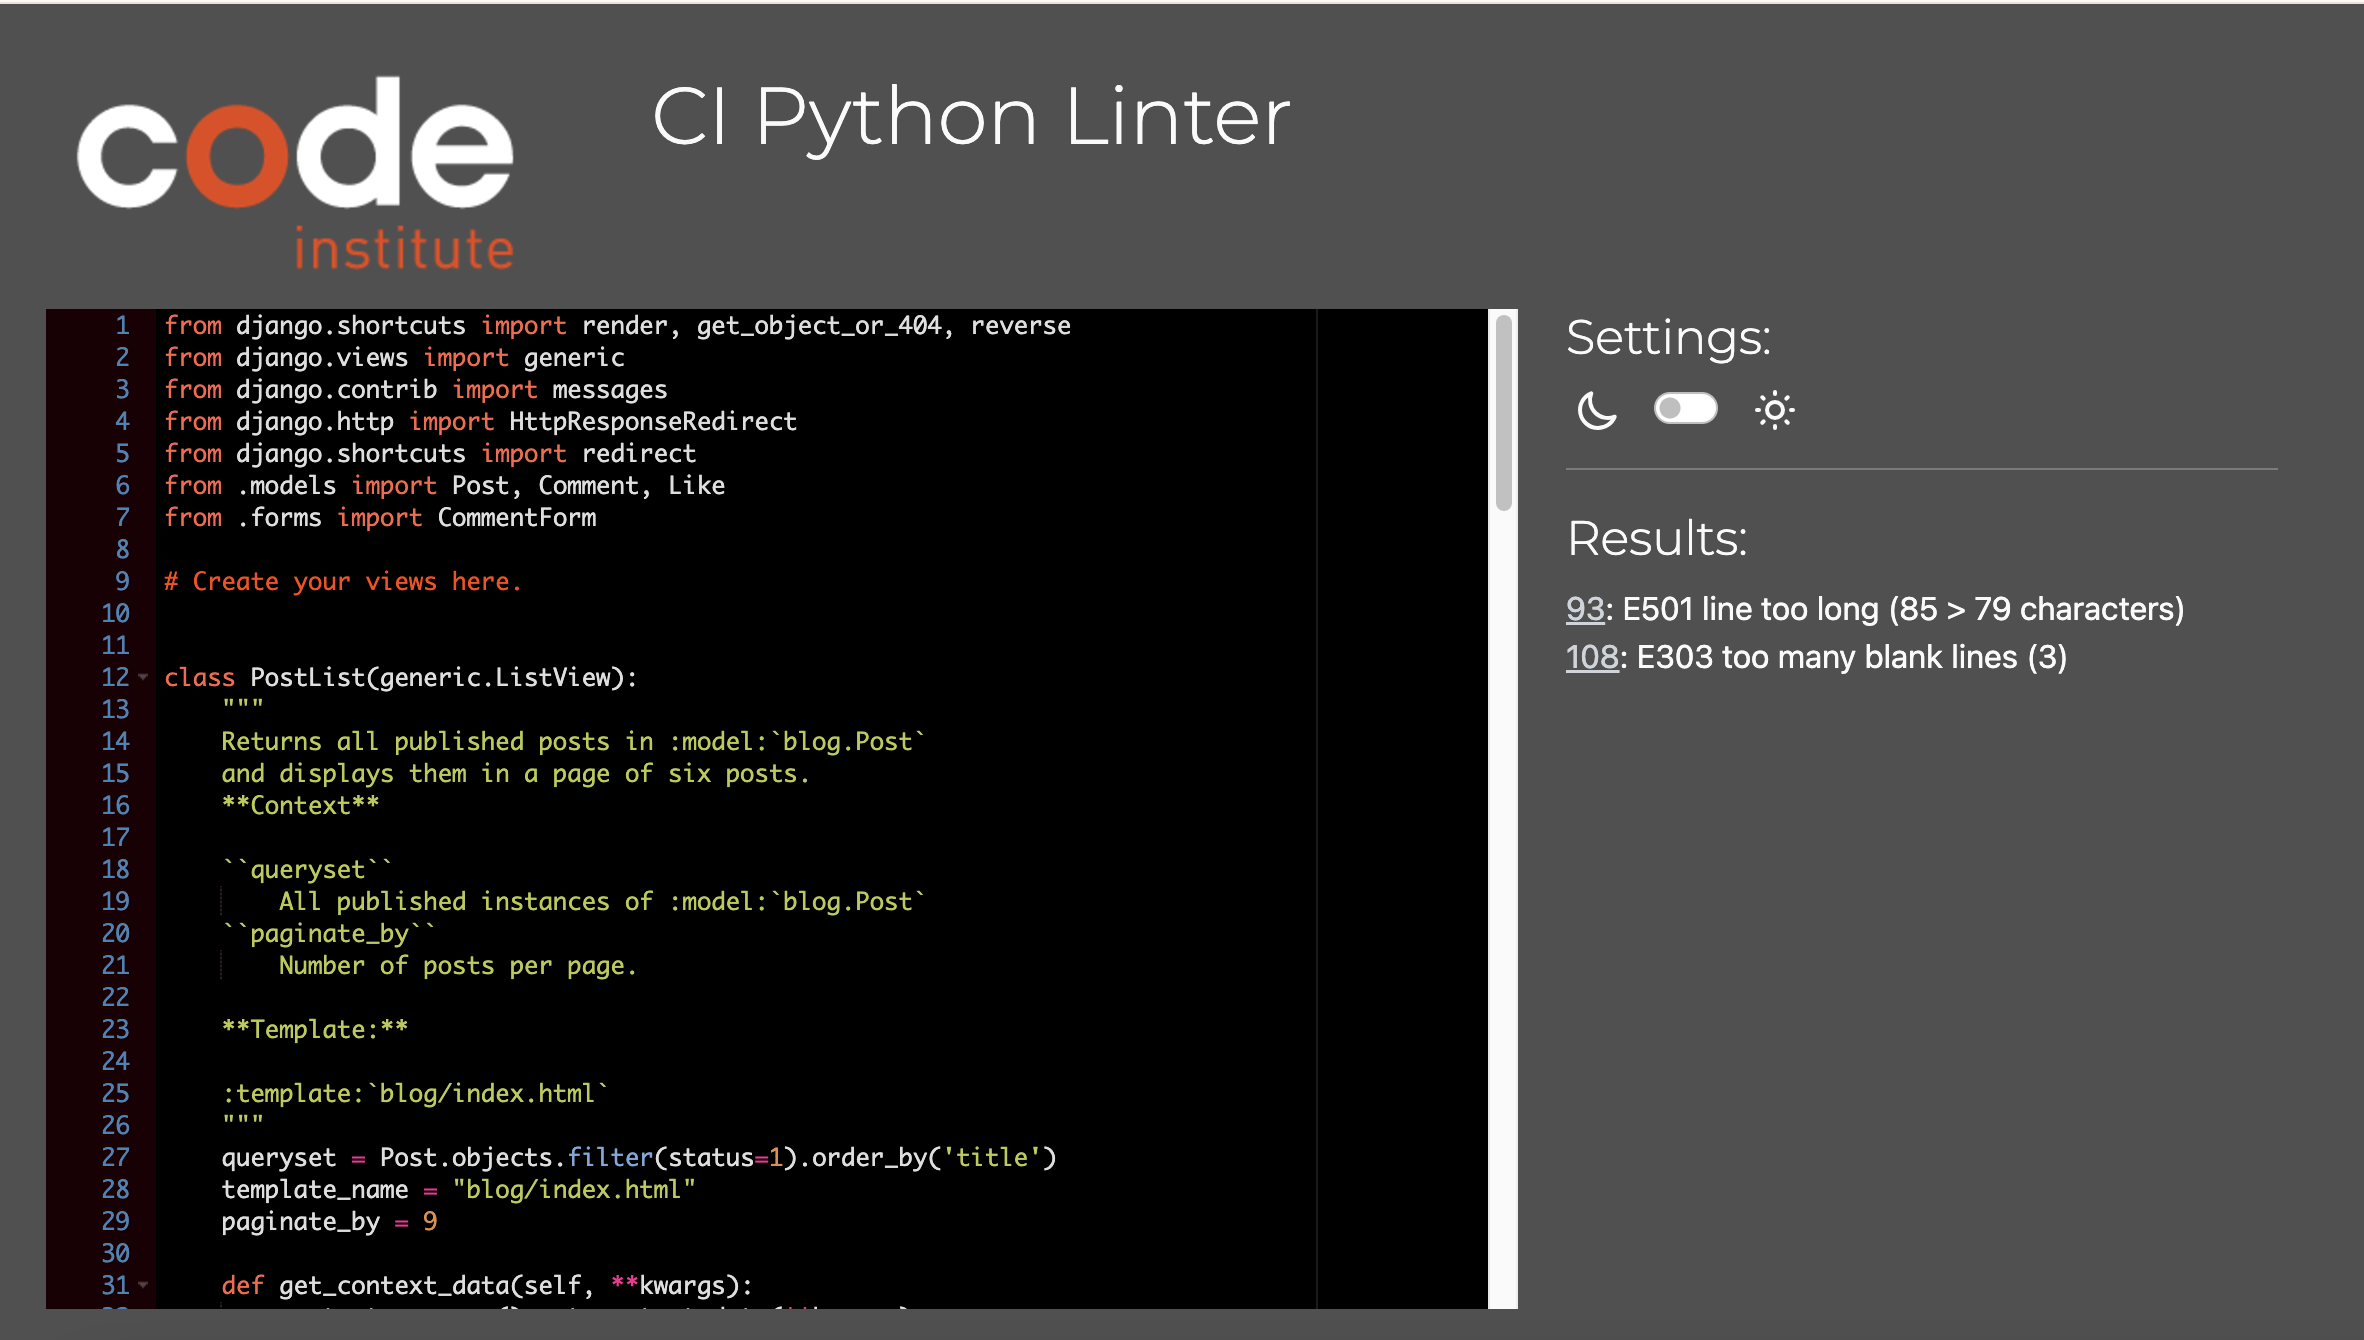 code
institute
CI Python Linter
1 from django.shortcuts import render, get_object_or_404, reverse
2 from django.views import generic
3 from django.contrib import messages
4 from django.http import HttpResponseRedirect
5 from django.shortcuts import redirect
6 from .models import Post, Comment, Like
7 from .forms import CommentForm
8
9 # Create your views here.
10
11
12 class PostList(generic.ListView):
13     """
14     Returns all published posts in :model:`blog.Post`
15     and displays them in a page of six posts.
16     **Context**
17
18     ``queryset``
19         All published instances of :model:`blog.Post`
20     ``paginate_by``
21         Number of posts per page.
22
23     **Template:**
24
25     :template:`blog/index.html`
26     """
27     queryset = Post.objects.filter(status=1).order_by('title')
28     template_name = "blog/index.html"
29     paginate_by = 9
30
31     def get_context_data(self, **kwargs):
Settings:
Results:
93: E501 line too long (85 > 79 characters)
108: E303 too many blank lines (3)